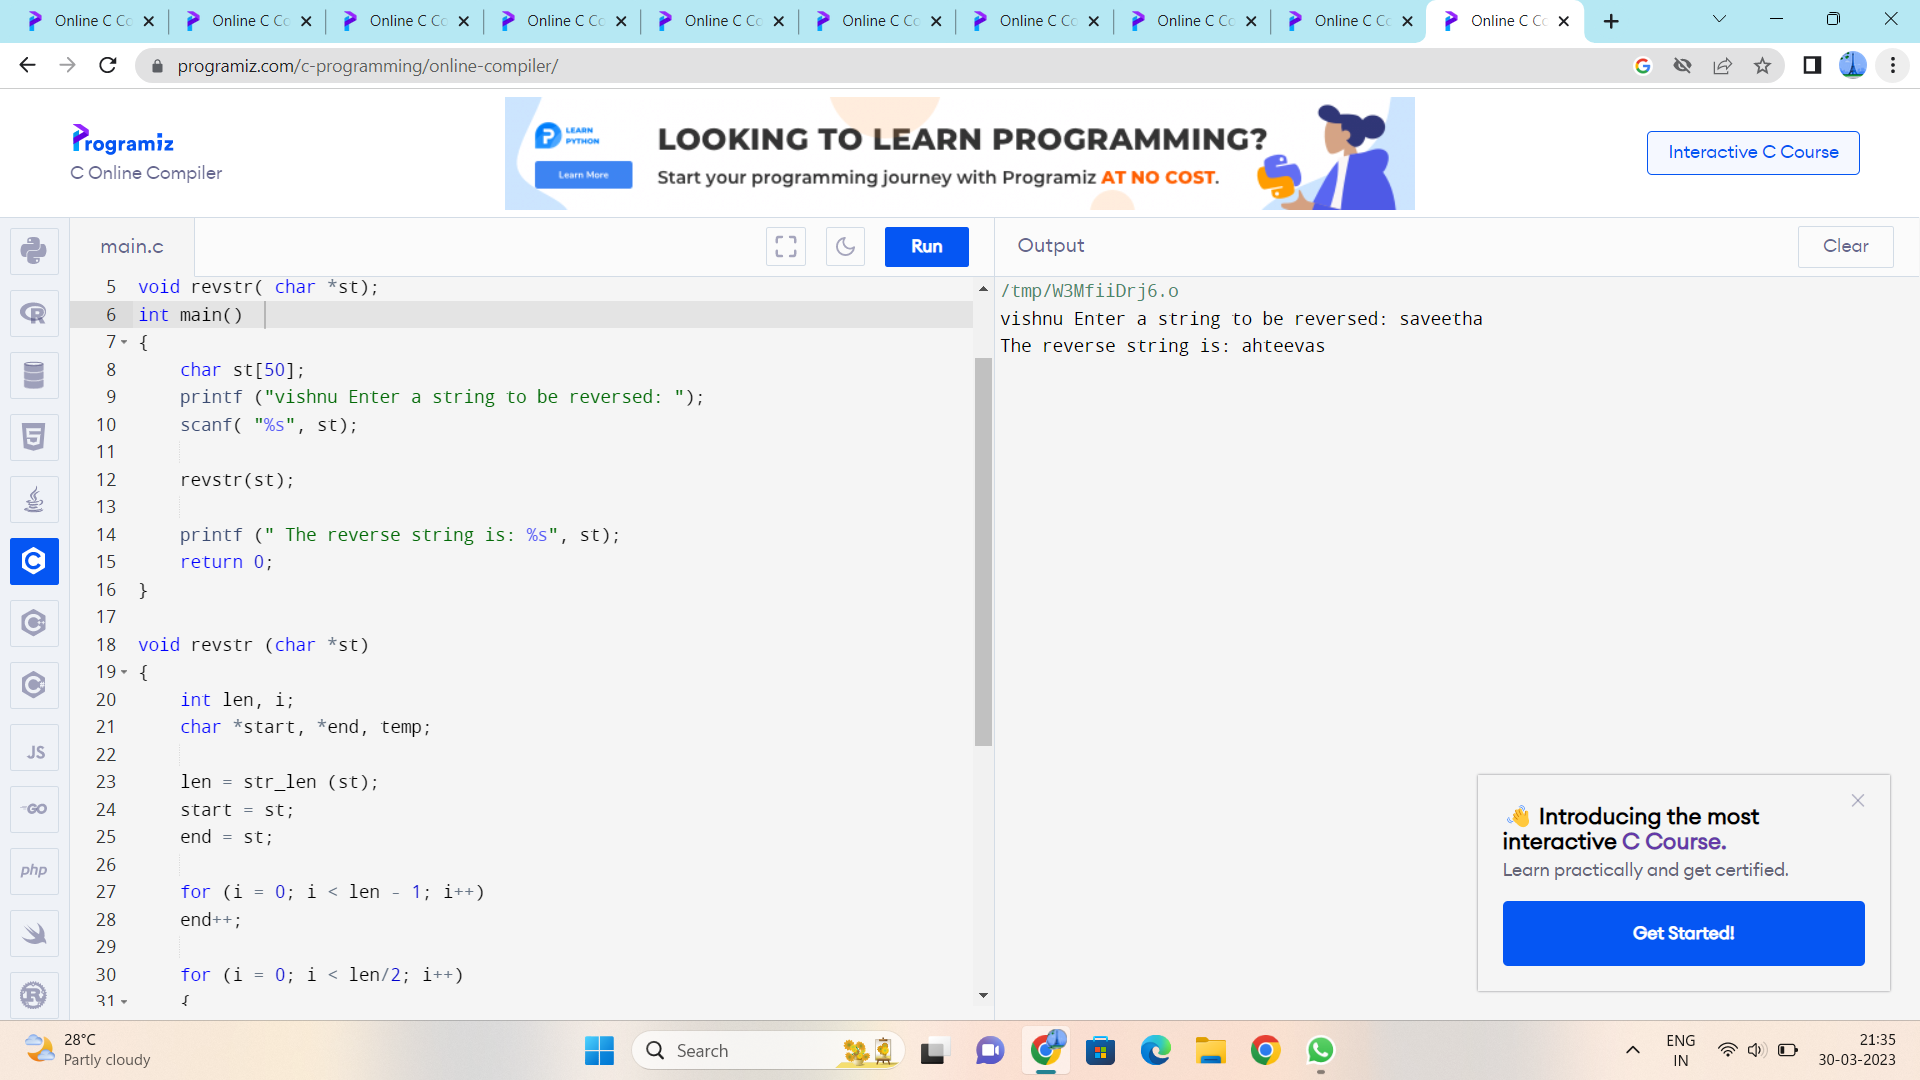 Online C Co
Online C Co
Online C Co
Online C Co
Online C Co
Online C Co
Online C Co
Online C Co
Online C Co
Online C Co
programiz.com/c-programming/online-compiler/
Programiz
C Online Compiler
LEARN
PYTHON
Learn More
LOOKING TO LEARN PROGRAMMING?
Start your programming journey with Programiz AT NO COST.
Interactive C Course
main.c
Run
Output
Clear
5 void revstr( char *st);
6 int main()
7 {
8 char st[50];
9 printf ("vishnu Enter a string to be reversed: ");
10 scanf( "%s", st);
11
12 revstr(st);
13
14 printf (" The reverse string is: %s", st);
15 return 0;
16 }
17
18 void revstr (char *st)
19 {
20 int len, i;
21 char *start, *end, temp;
22
23 len = str_len (st);
24 start = st;
25 end = st;
26
27 for (i = 0; i < len - 1; i++)
28 end++;
29
30 for (i = 0; i < len/2; i++)
31 {
/tmp/W3MfiiDrj6.o
vishnu Enter a string to be reversed: saveetha
The reverse string is: ahteevas
JS
GO
php
👋 Introducing the most
interactive C Course.
Learn practically and get certified.
Get Started!
28°C
Partly cloudy
Search
ENG
IN
21:35
30-03-2023